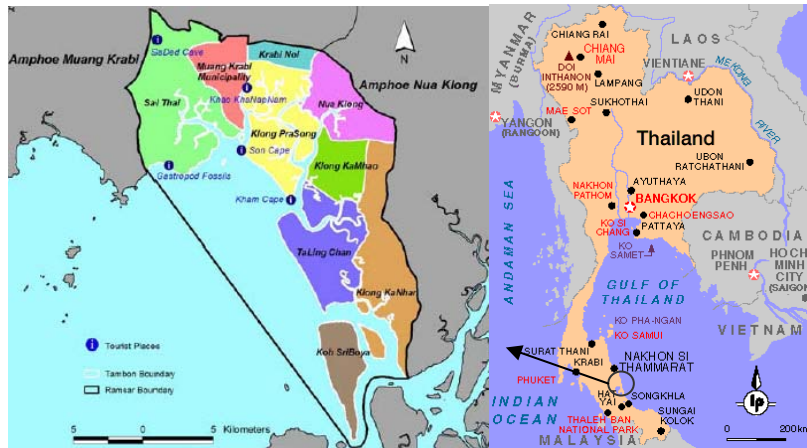 Amphoe Muang Krabi
SaDed Cave
Krabi Noi
Muang Krabi
Municipality
Amphoe Nua Klong
N
Khao KhaNapNam
Nua Klong
Sai Thai
Klong PraSong
Son Cape
Gastropod Fossils
Klong KaMhao
Kham Cape
TaLing Chan
Klong KaNhan
Koh SriBoya
Tourist Places
Tambon Boundary
Ramsar Boundary
5
0
5 Kilometers
MYANMAR
(BURMA)
CHIANG RAI
CHIANG
MAI
LAOS
DOI
INTHANON
(2590 M)
LAMPANG
VIENTIANE
MEKONG
RIVER
UDON
THANI
SUKHOTHAI
MAE SOT
YANGON
(RANGOON)
Thailand
UBON
RATCHATHANI
AYUTHAYA
NAKHON
PATHOM
BANGKOK
CHACHOENGSAO
KO SI
CHANG
PATTAYA
KO
SAMET
CAMBODIA
PHNOM
PENH
HO CHI
MINH
CITY
(SAIGON)
ANDAMAN SEA
GULF OF
THAILAND
VIETNAM
KO PHA-NGAN
KO SAMUI
SURAT THANI
KRABI
NAKHON SI
THAMMARAT
PHUKET
INDIAN
OCEAN
HAT
YAI
SONGKHLA
THALEH BAN
NATIONAL PARK
SUNGAI
KOLOK
MALAYSIA
lp
0
200 km